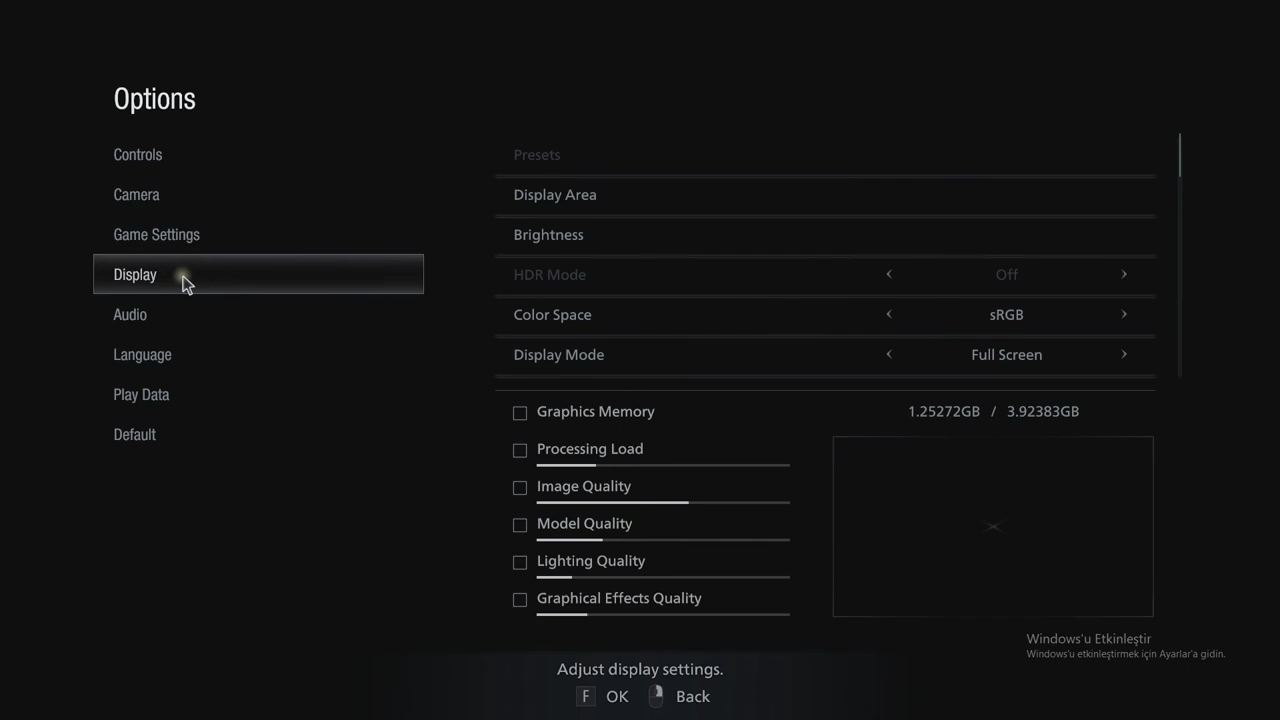 Options
Controls
Camera
Game Settings
Display
Audio
Language
Play Data
Default
Presets
Display Area
Brightness
HDR Mode Off
Color Space sRGB
Display Mode Full Screen
Graphics Memory 1.25272GB / 3.92383GB
Processing Load
Image Quality
Model Quality
Lighting Quality
Graphical Effects Quality
Windows'u Etkinleştir
Windows'u etkinleştirmek için Ayarlar'a gidin.
Adjust display settings.
F OK Back